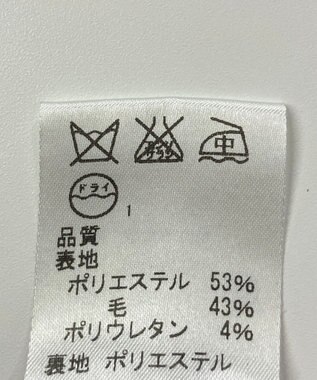 中
ドライ
1
品質
表地
ポリエステル 53%
毛 43%
ポリウレタン 4%
裏地 ポリエステル